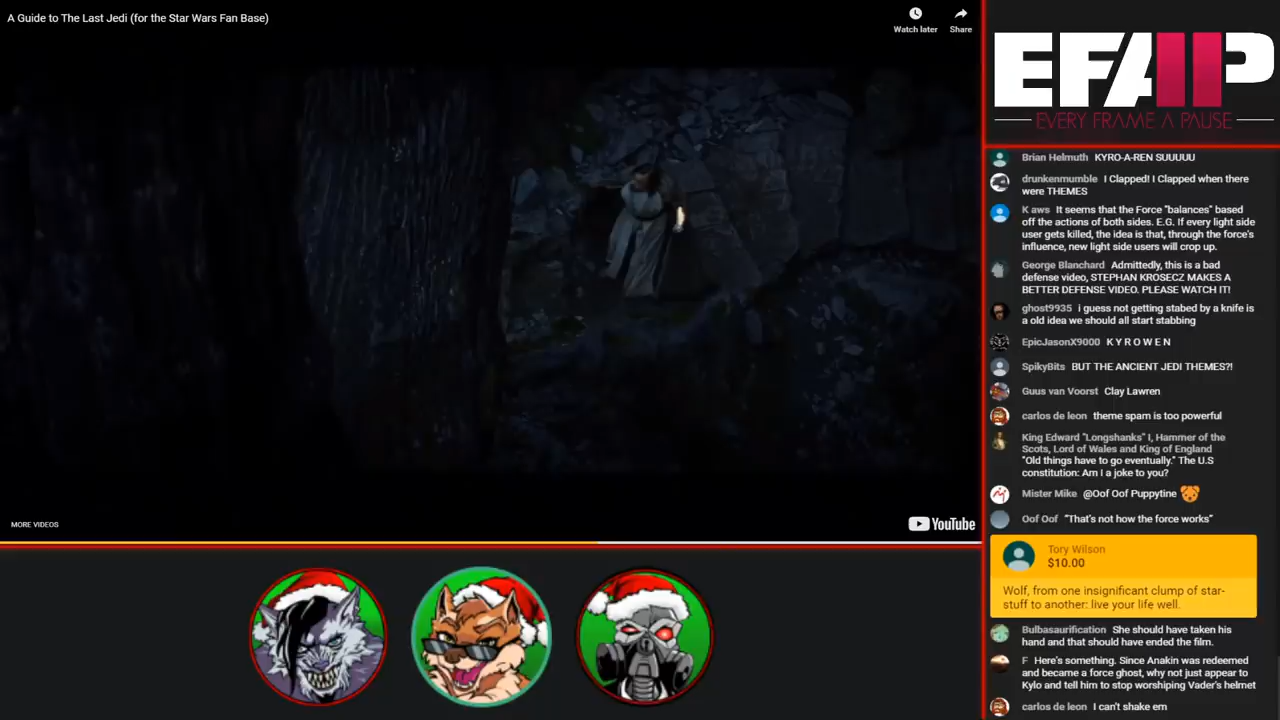 A Guide to The Last Jedi (for the Star Wars Fan Base)
Watch later
Share
MORE VIDEOS
YouTube
EFAP
EVERY FRAME A PAUSE
Brian Helmuth KYRO-A-REN SUUUUU
drunkenmumble I Clapped! I Clapped when there
were THEMES
K aws It seems that the Force "balances" based
off the actions of both sides. E.G. If every light side
user gets killed, the idea is that, through the force's
influence, new light side users will crop up.
George Blanchard Admittedly, this is a bad
defense video, STEPHAN KROSECZ MAKES A
BETTER DEFENSE VIDEO. PLEASE WATCH IT!
ghost9935 i guess not getting stabed by a knife is
a old idea we should all start stabbing
EpicJasonX9000 K Y R O W E N
SpikyBits BUT THE ANCIENT JEDI THEMES?!
Guus van Voorst Clay Lawren
carlos de leon theme spam is too powerful
King Edward "Longshanks" I, Hammer of the
Scots, Lord of Wales and King of England
"Old things have to go eventually." The U.S
constitution: Am I a joke to you?
Mister Mike @Oof Oof Puppytine
Oof Oof "That's not how the force works"
Tory Wilson
$10.00
Wolf, from one insignificant clump of star-
stuff to another: live your life well.
Bulbasaurification She should have taken his
hand and that should have ended the film.
F Here's something. Since Anakin was redeemed
and became a force ghost, why not just appear to
Kylo and tell him to stop worshiping Vader's helmet
carlos de leon I can't shake em